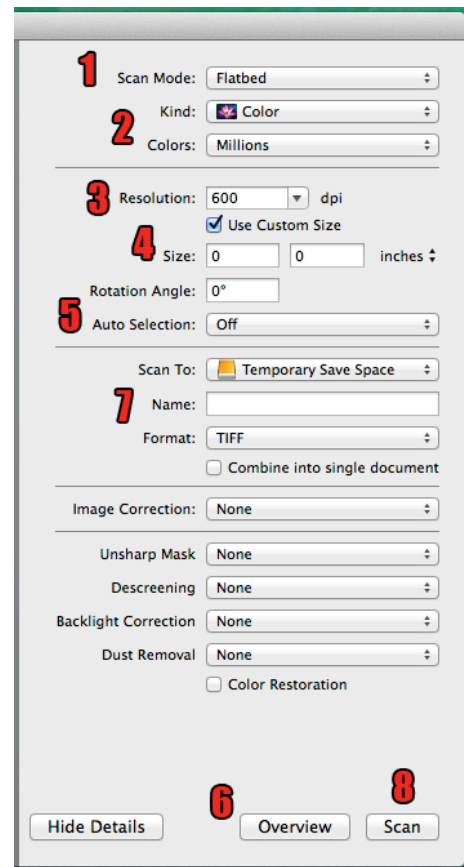 1 Scan Mode: Flatbed
Kind: Color
2
Colors: Millions
3 Resolution: 600 dpi
Use Custom Size
4 Size: 0 0 inches
Rotation Angle: 0°
5 Auto Selection: Off
Scan To: Temporary Save Space
7 Name:
Format: TIFF
Combine into single document
Image Correction: None
Unsharp Mask None
Descreening None
Backlight Correction None
Dust Removal None
Color Restoration
6 8
Hide Details Overview Scan